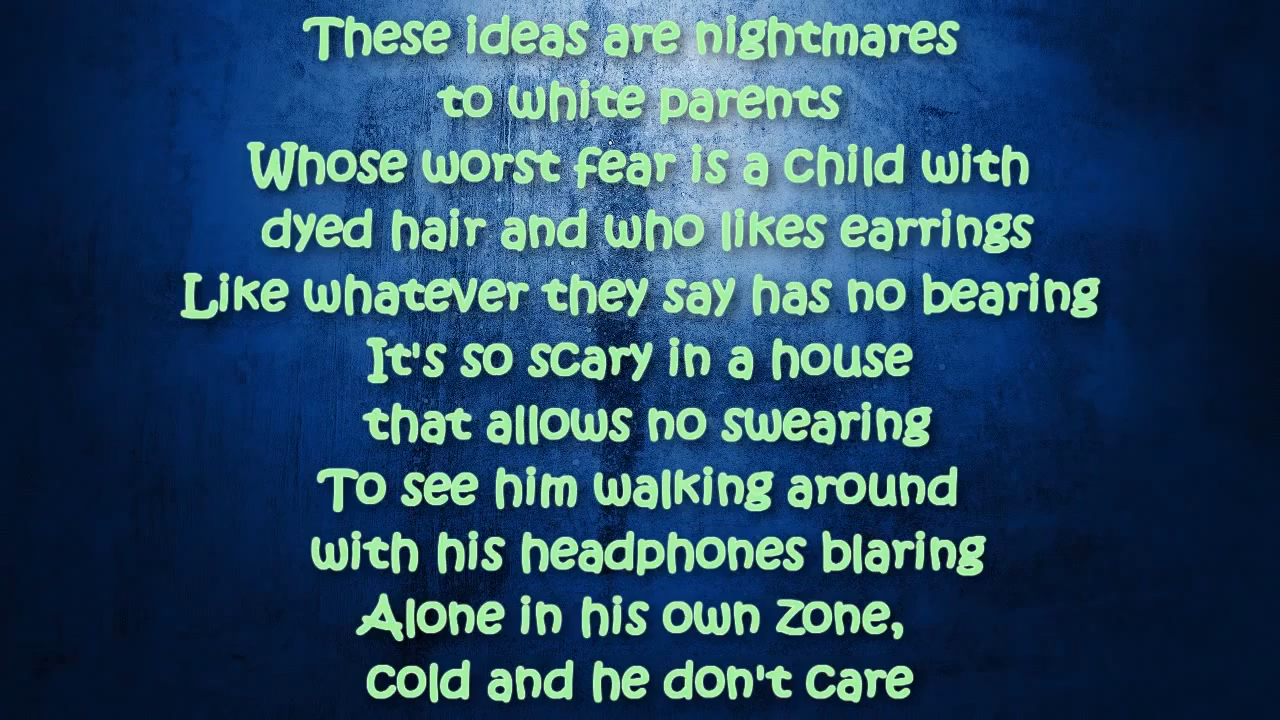 These ideas are nightmares
to white parents
Whose worst fear is a child with
dyed hair and who likes earrings
Like whatever they say has no bearing
It's so scary in a house
that allows no swearing
To see him walking around
with his headphones blaring
Alone in his own zone,
cold and he don't care